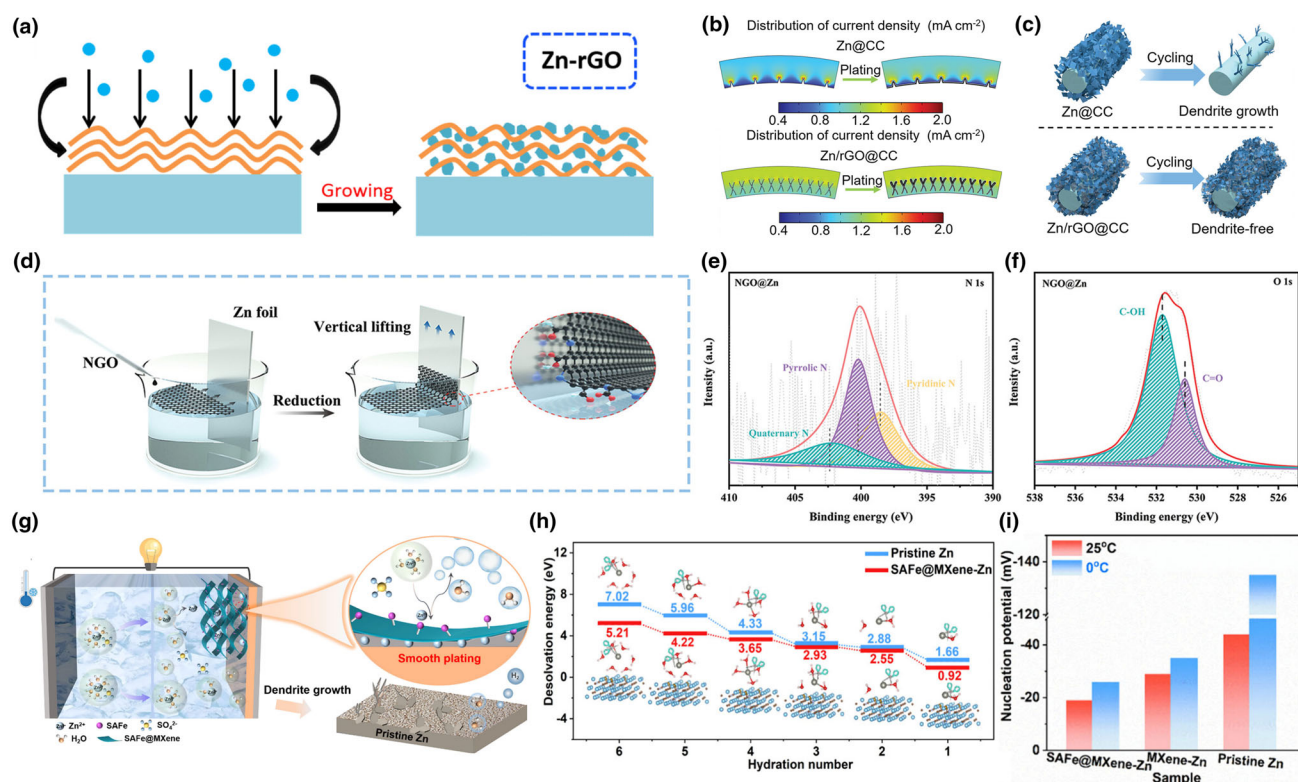 (a)
Zn-rGO
Growing
(b)
Distribution of current density (mA cm⁻²)
Zn@CC
Plating
0.4 0.8 1.2 1.6 2.0
Distribution of current density (mA cm⁻²)
Zn/rGO@CC
Plating
0.4 0.8 1.2 1.6 2.0
(c)
Cycling
Zn@CC
Dendrite growth
Cycling
Zn/rGO@CC
Dendrite-free
(d)
Zn foil
NGO
Reduction
Vertical lifting
(e)
NGO@Zn
N 1s
Pyrrolic N
Pyridinic N
Quaternary N
Itensity (a.u.)
410 405 400 395 390
Binding energy (eV)
(f)
NGO@Zn
O 1s
C-OH
C=O
Itensity (a.u.)
538 536 534 532 530 528 526
Binding energy (eV)
(g)
Smooth plating
Dendrite growth
H₂
Pristine Zn
Zn²⁺
SAFe
SO₄²⁻
H₂O
SAFe@MXene
(h)
Pristine Zn
SAFe@MXene-Zn
Desolvation energy (eV)
12
8
4
0
-4
7.02
5.96
4.33
3.15
2.88
1.66
5.21
4.22
3.65
2.93
2.55
0.92
6 5 4 3 2 1
Hydration number
(i)
25°C
0°C
Nucleation potential (mV)
-140
-120
-40
-20
0
SAFe@MXene-Zn
MXene-Zn
Pristine Zn
Sample